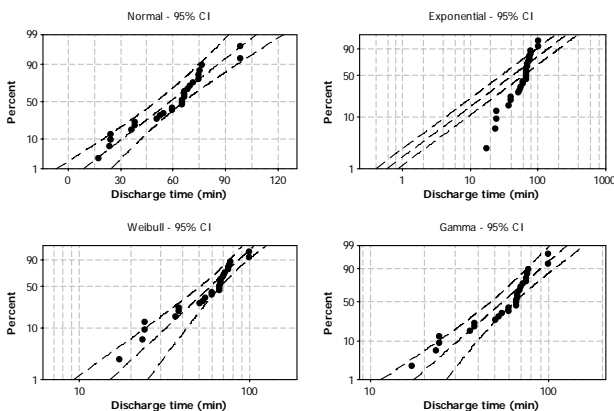 Normal - 95% CI
99
90
50
10
1
Percent
0 30 60 90 120
Discharge time (min)
Exponential - 95% CI
99
90
50
10
1
Percent
1 10 100 1000
Discharge time (min)
Weibull - 95% CI
90
50
10
1
Percent
10 100
Discharge time (min)
Gamma - 95% CI
99
90
50
10
1
Percent
10 100
Discharge time (min)